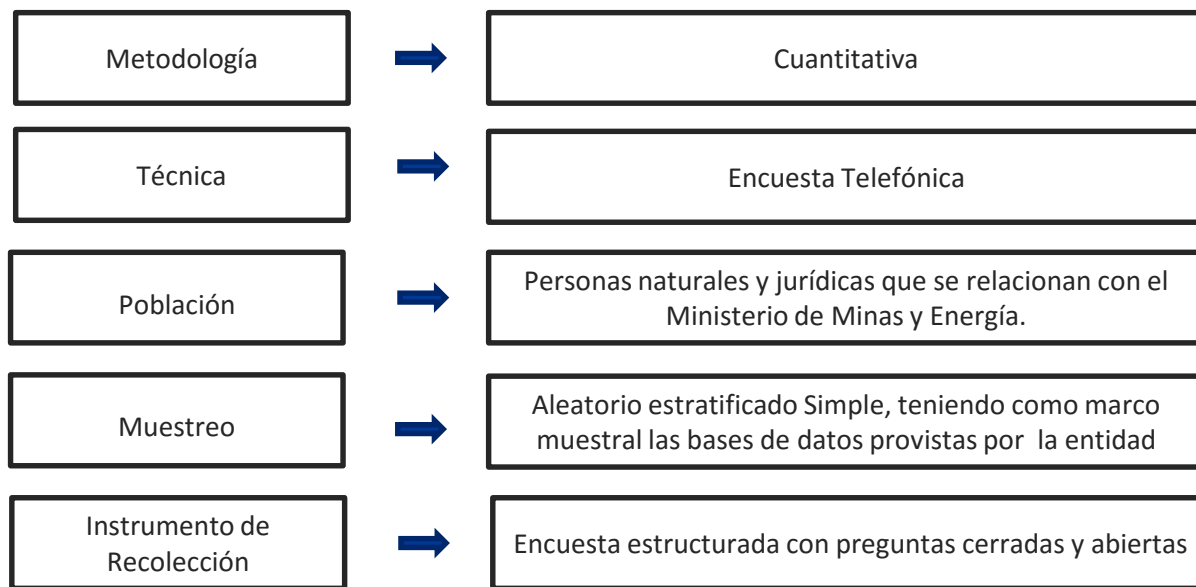 Metodología
Cuantitativa
Técnica
Encuesta Telefónica
Población
Personas naturales y jurídicas que se relacionan con el
Ministerio de Minas y Energía.
Muestreo
Aleatorio estratificado Simple, teniendo como marco
muestral las bases de datos provistas por la entidad
Instrumento de
Recolección
Encuesta estructurada con preguntas cerradas y abiertas